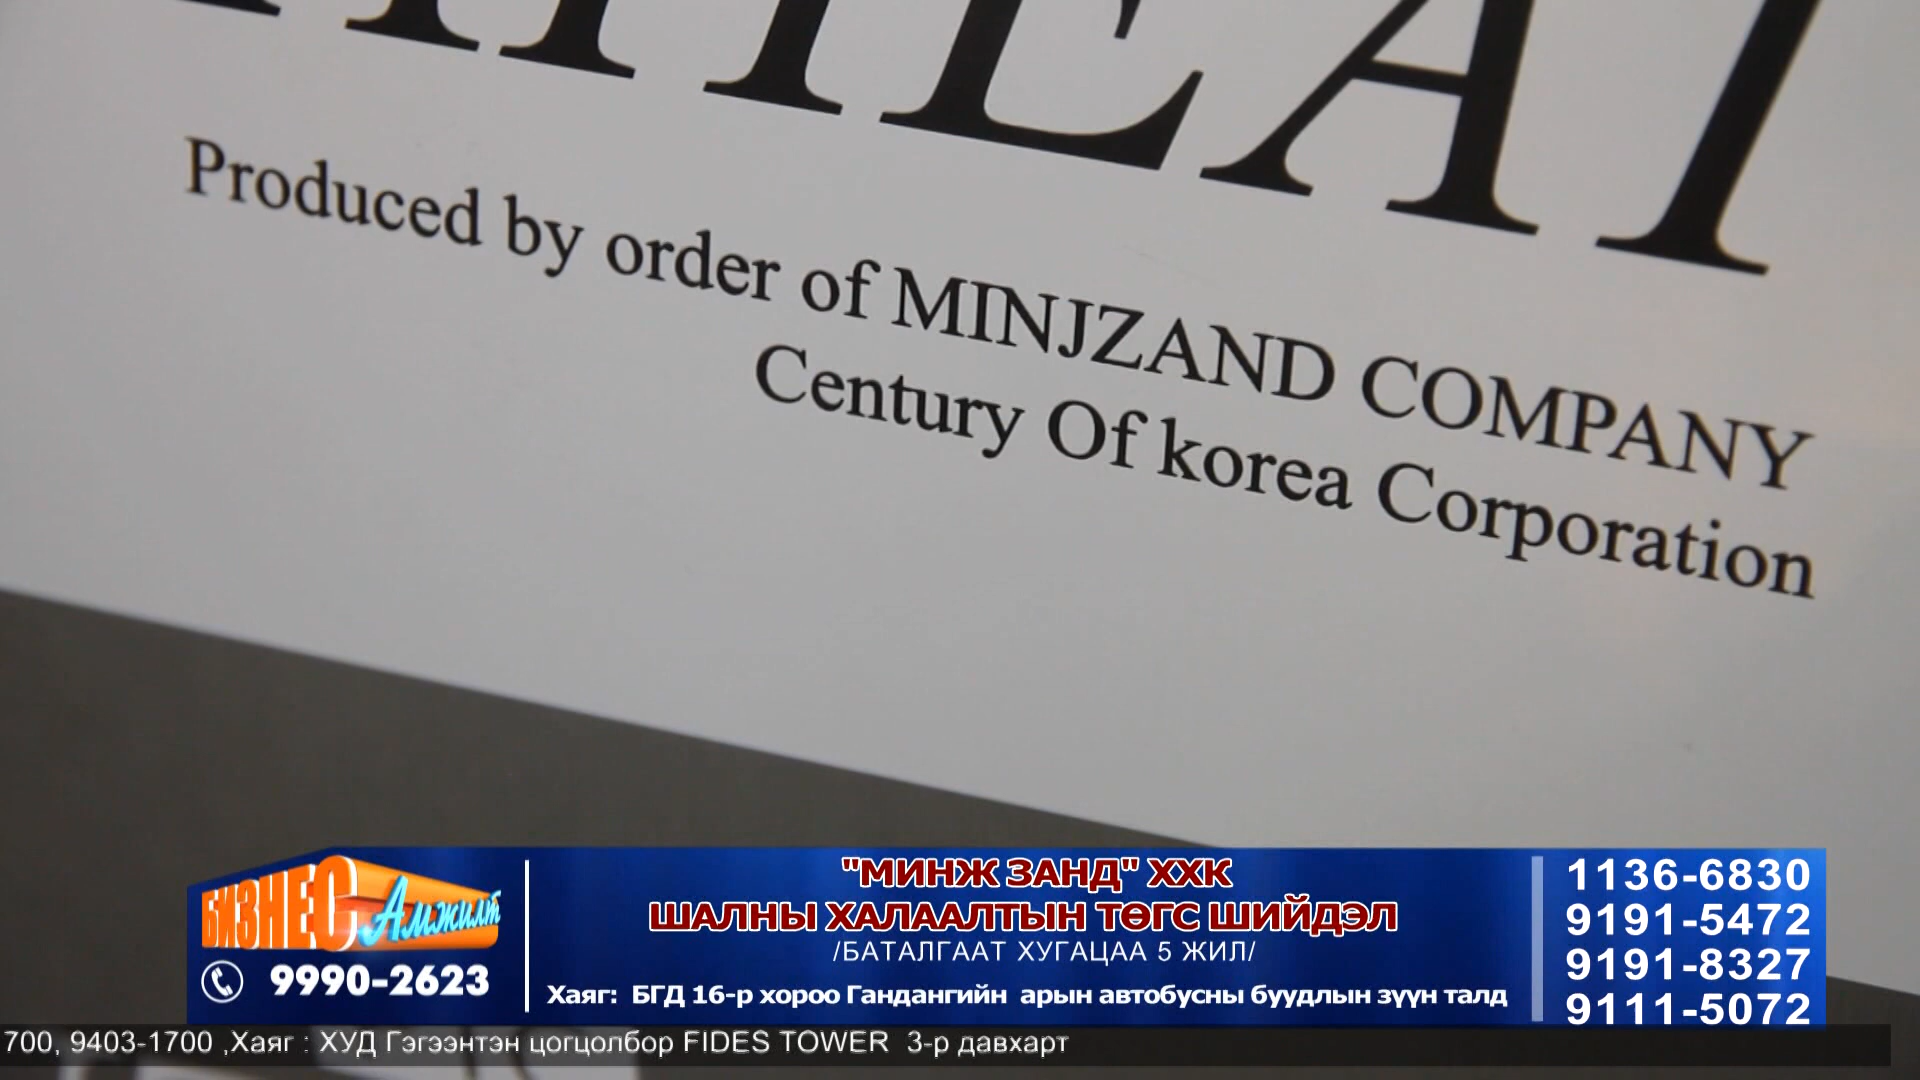 Produced by order of MINJZAND COMPANY
Century Of korea Corporation
БИЗНЕС Амжилт
9990-2623
"МИНЖ ЗАНД" ХХК
ШАЛНЫ ХАЛААЛТЫН ТӨГС ШИЙДЭЛ
/БАТАЛГААТ ХУГАЦАА 5 ЖИЛ/
Хаяг: БГД 16-р хороо Гандангийн арын автобусны буудлын зүүн талд
1136-6830
9191-5472
9191-8327
9111-5072
700, 9403-1700 ,Хаяг : ХУД Гэгээнтэн цогцолбор FIDES TOWER 3-р давхарт